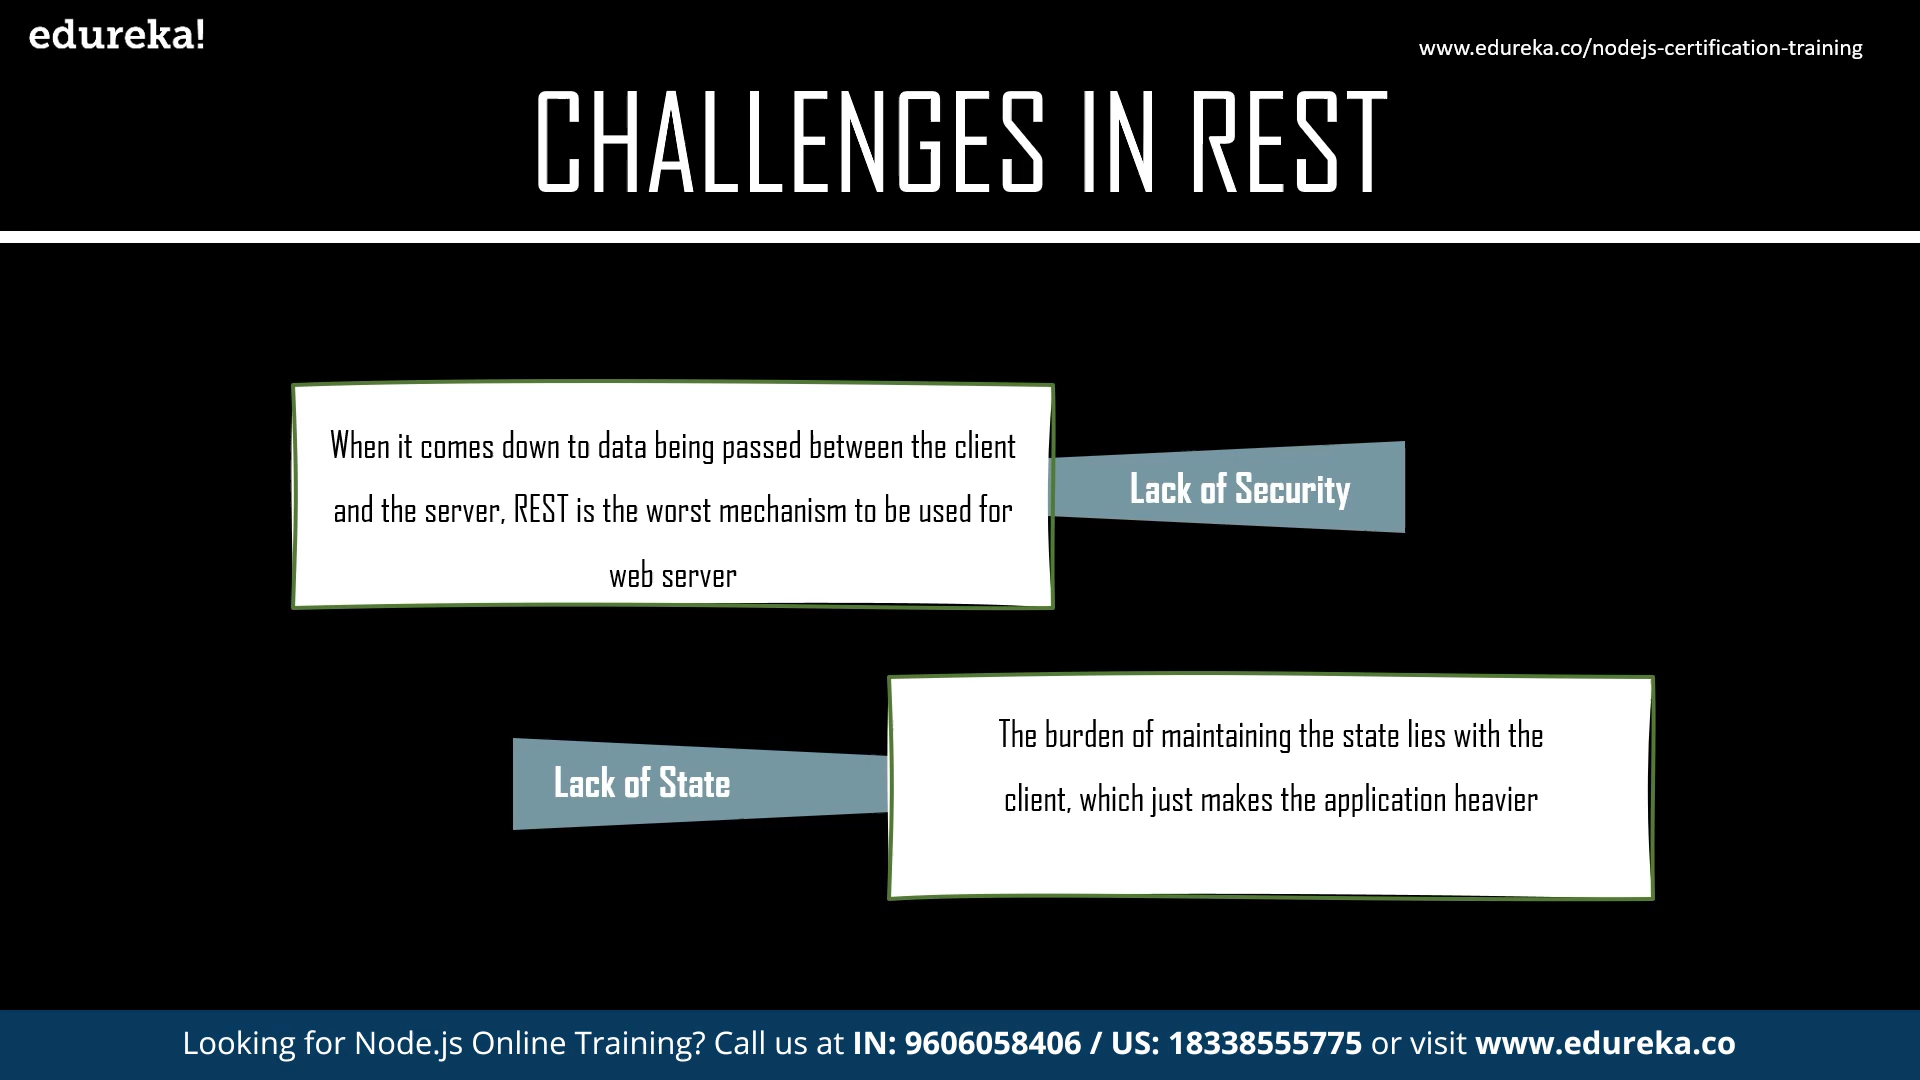 edureka!
www.edureka.co/nodejs-certification-training
CHALLENGES IN REST
When it comes down to data being passed between the client
and the server, REST is the worst mechanism to be used for
web server
Lack of Security
Lack of State
The burden of maintaining the state lies with the
client, which just makes the application heavier
Looking for Node.js Online Training? Call us at IN: 9606058406 / US: 18338555775 or visit www.edureka.co